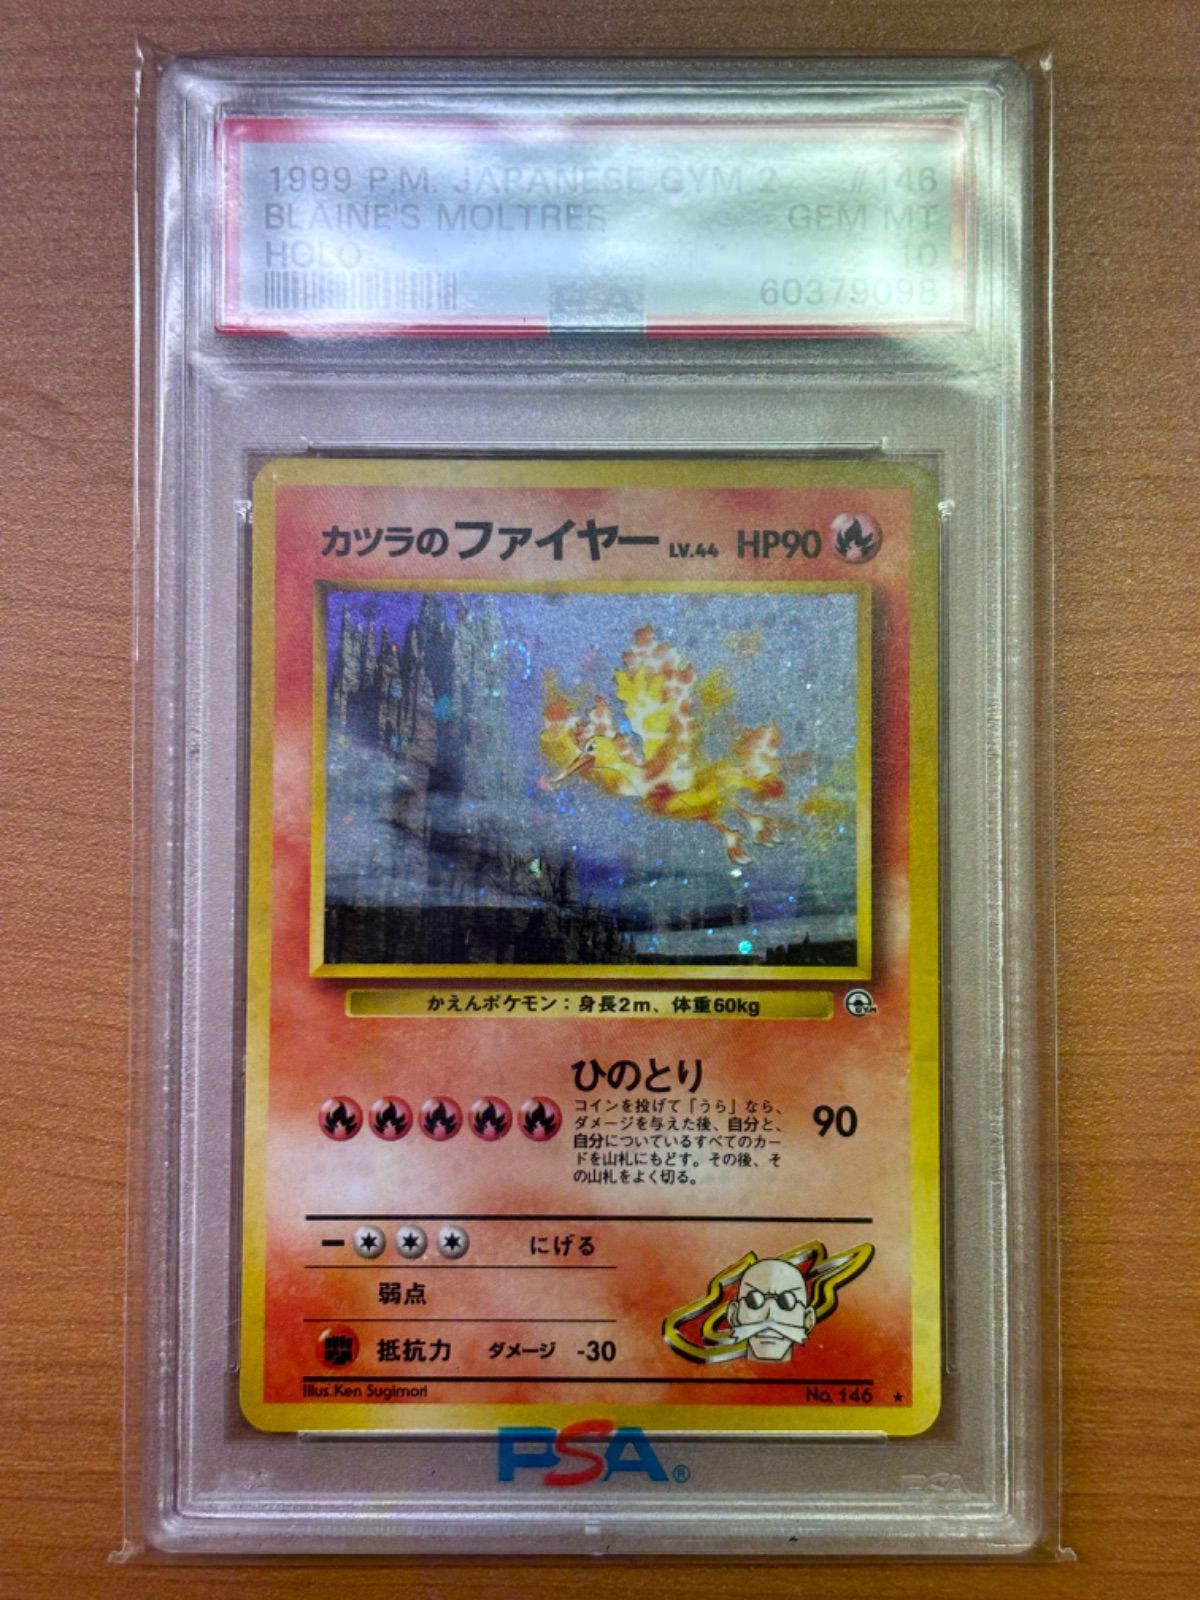 1999 P.M. JAPANESE GYM 2 #146
BLAINE'S MOLTRES GEM MT
HOLO 10
PSA 60379098
カツラのファイヤー LV.44 HP90
かえんポケモン：身長2m、体重60kg
GYM
ひのとり
コインを投げて「うら」なら、
ダメージを与えた後、自分と、
自分についているすべてのカー
ドを山札にもどす。その後、そ
の山札をよく切る。
90
にげる
弱点
抵抗力 ダメージ -30
Illus.Ken Sugimori No. 146 ★
PSA®
PSA